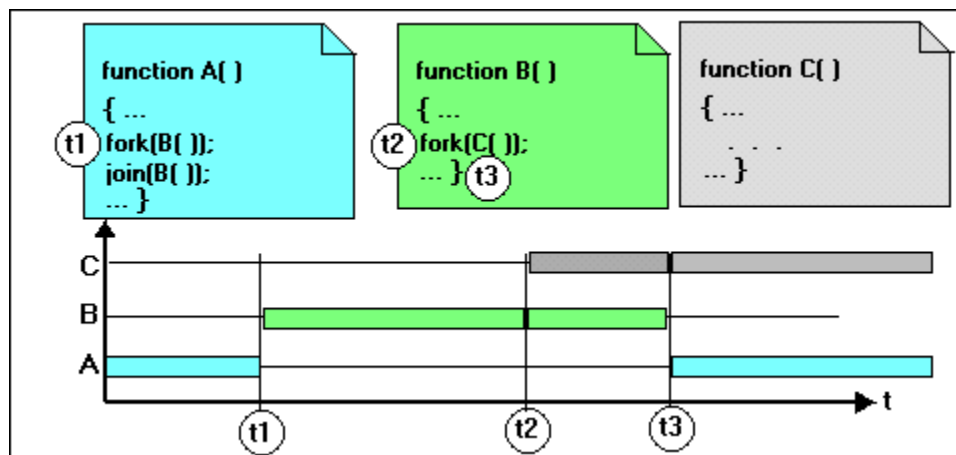 function A( )
{ ...
t1 fork(B( ));
join(B( ));
... }
function B( )
{ ...
t2 fork(C( ));
... } t3
function C( )
{ ...
. . .
... }
C
B
A
t
t1 t2 t3